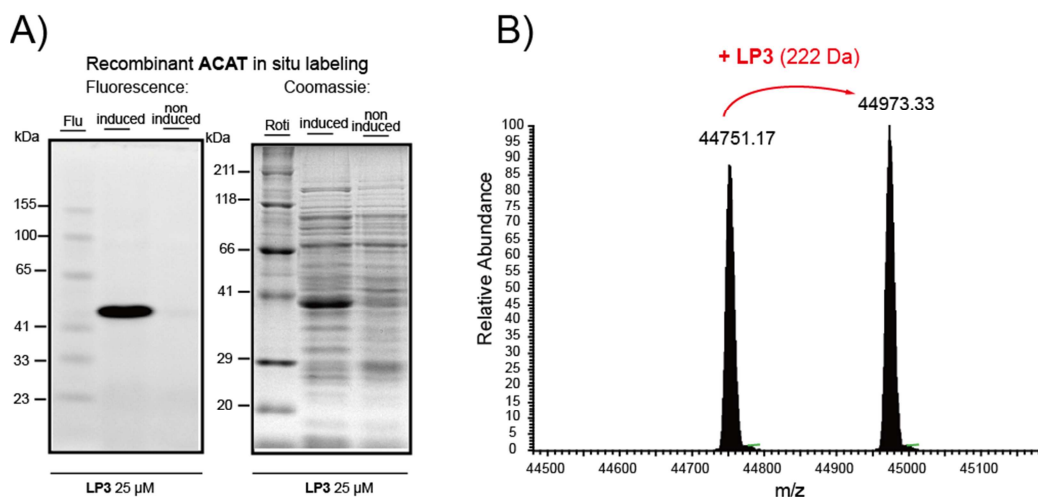 A)
Recombinant ACAT in situ labeling
Fluorescence:
Coomassie:
kDa
Flu
induced
non
induced
155
100
65
41
33
23
LP3 25 µM
kDa
Roti
induced
non
induced
211
118
66
41
29
20
LP3 25 µM
B)
+ LP3 (222 Da)
44751.17
44973.33
Relative Abundance
100
95
90
85
80
75
70
65
60
55
50
45
40
35
30
25
20
15
10
5
0
44500 44600 44700 44800 44900 45000 45100
m/z